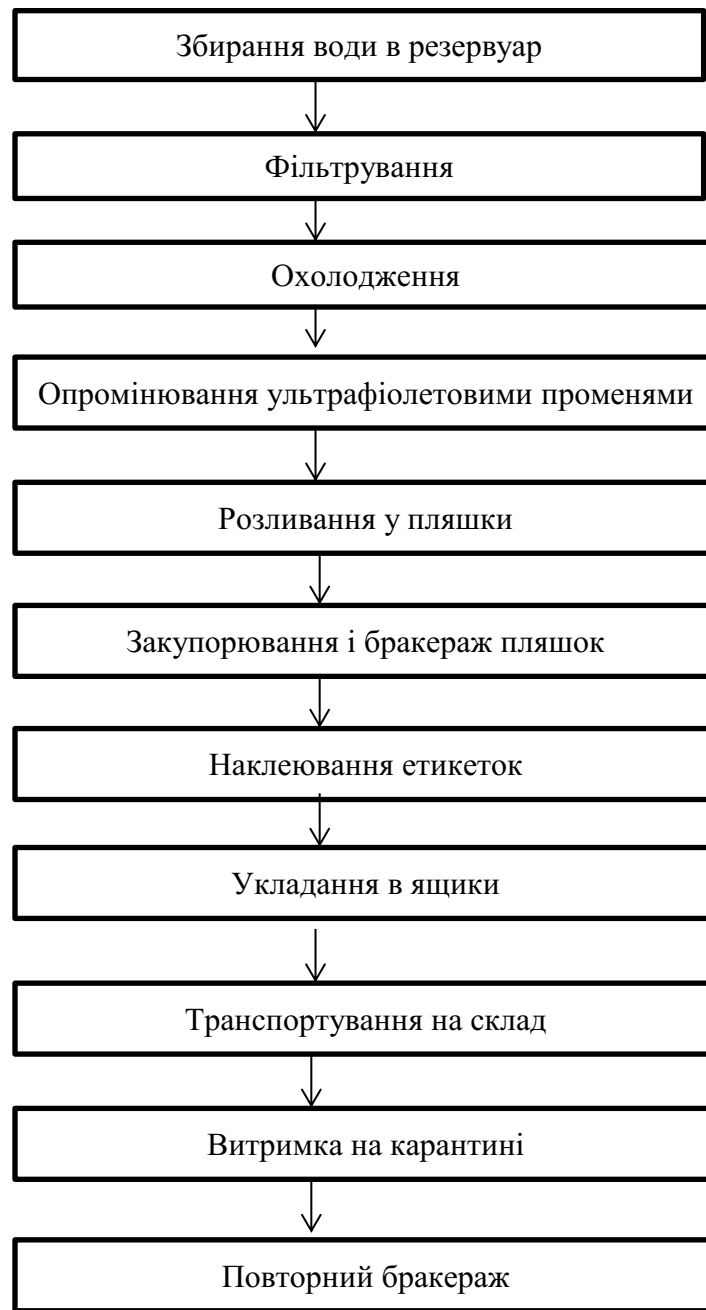 Збирання води в резервуар
Фільтрування
Охолодження
Опромінювання ультрафіолетовими променями
Розливання у пляшки
Закупорювання і бракераж пляшок
Наклеювання етикеток
Укладання в ящики
Транспортування на склад
Витримка на карантині
Повторний бракераж